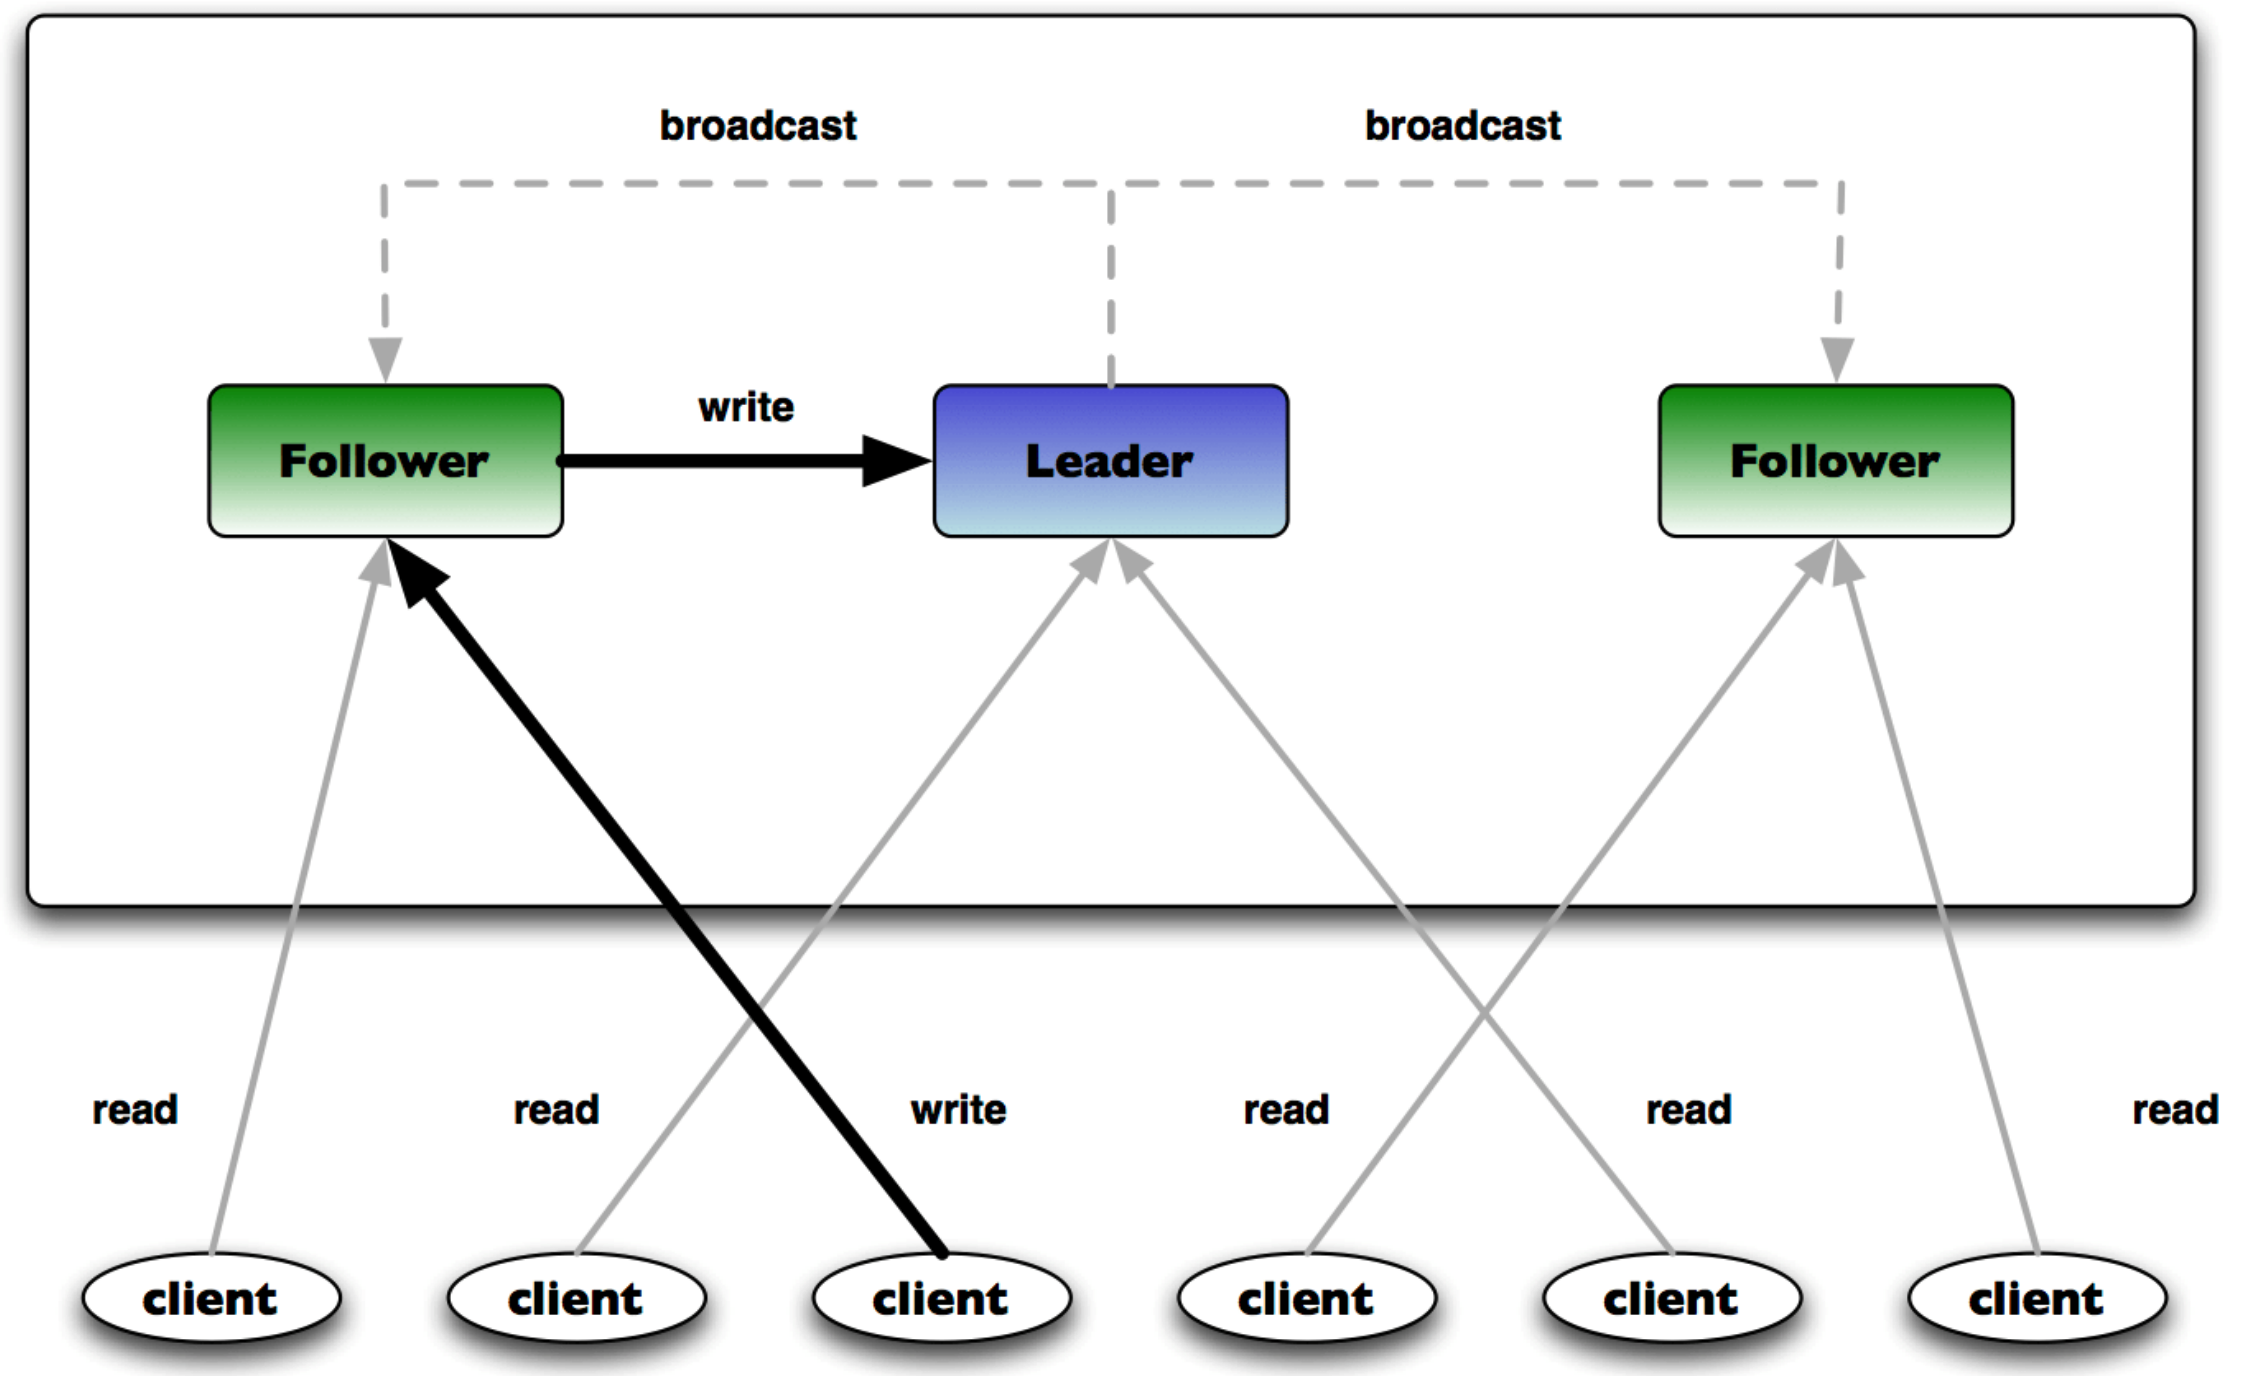 broadcast
broadcast
write
Follower
Leader
Follower
read
read
write
read
read
read
client
client
client
client
client
client